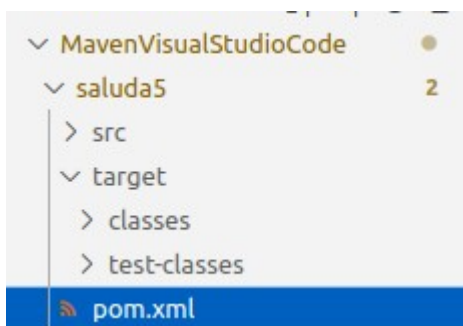 MavenVisualStudioCode
saluda5 2
src
target
classes
test-classes
pom.xml